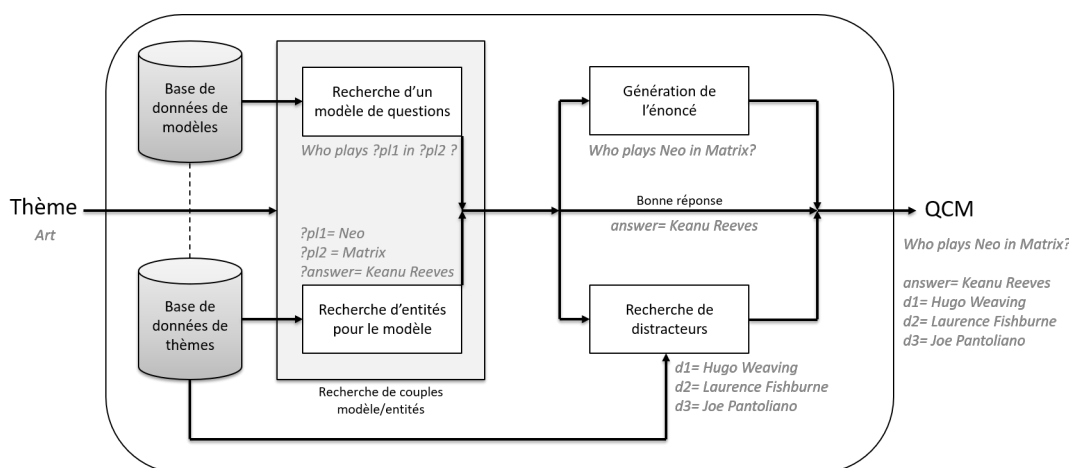 Base de
données de
modèles
Recherche d'un
modèle de questions
Who plays ?pl1 in ?pl2 ?
Génération de
l'énoncé
Who plays Neo in Matrix?
Thème
Art
Bonne réponse
answer= Keanu Reeves
QCM
Who plays Neo in Matrix?
answer= Keanu Reeves
d1= Hugo Weaving
d2= Laurence Fishburne
d3= Joe Pantoliano
?pl1= Neo
?pl2 = Matrix
?answer= Keanu Reeves
Base de
données de
thèmes
Recherche d'entités
pour le modèle
Recherche de
distracteurs
d1= Hugo Weaving
d2= Laurence Fishburne
d3= Joe Pantoliano
Recherche de couples
modèle/entités